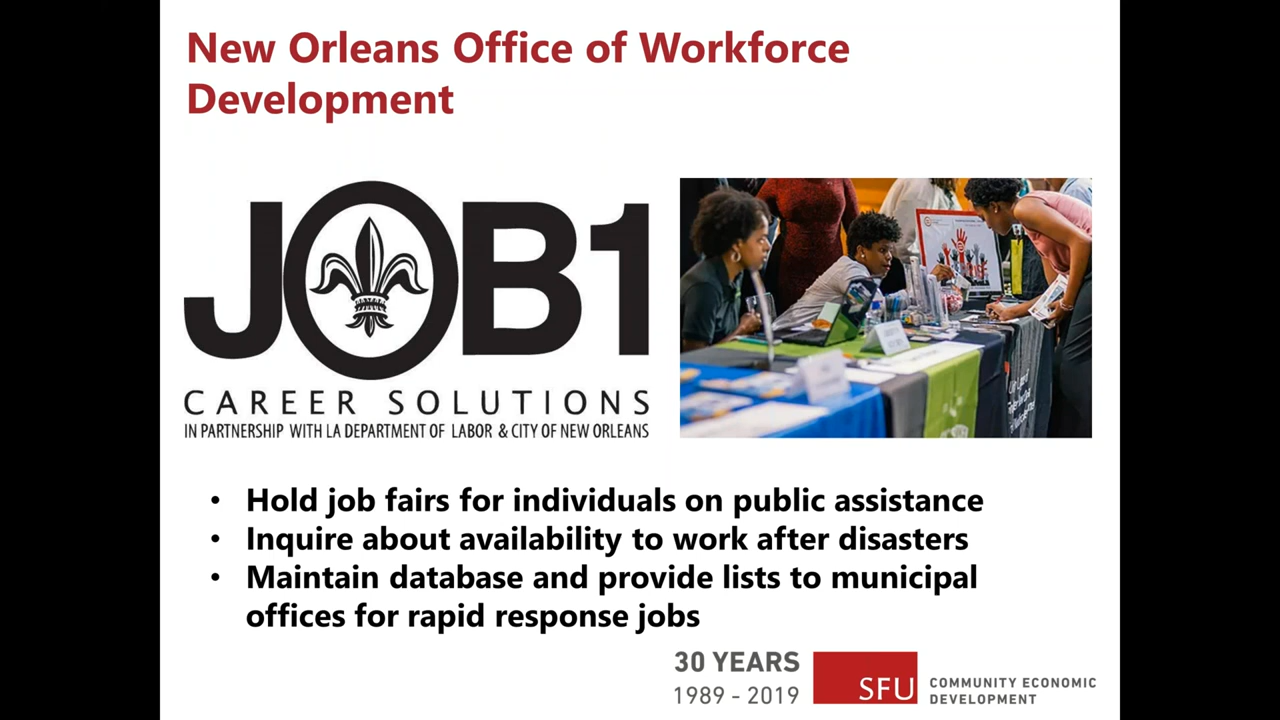 New Orleans Office of Workforce
Development
JOB1
CAREER SOLUTIONS
IN PARTNERSHIP WITH LA DEPARTMENT OF LABOR & CITY OF NEW ORLEANS
• Hold job fairs for individuals on public assistance
• Inquire about availability to work after disasters
• Maintain database and provide lists to municipal
offices for rapid response jobs
30 YEARS
1989 - 2019
SFU
COMMUNITY ECONOMIC
DEVELOPMENT